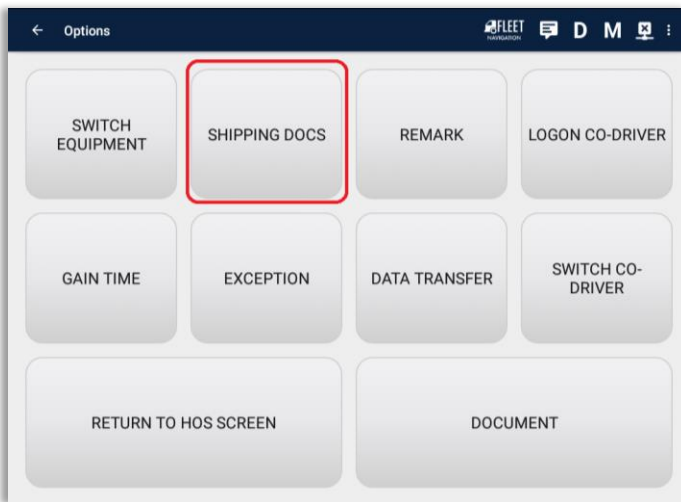 Options
FLEET
NAVIGATION
D M
SWITCH
EQUIPMENT
SHIPPING DOCS
REMARK
LOGON CO-DRIVER
GAIN TIME
EXCEPTION
DATA TRANSFER
SWITCH CO-
DRIVER
RETURN TO HOS SCREEN
DOCUMENT